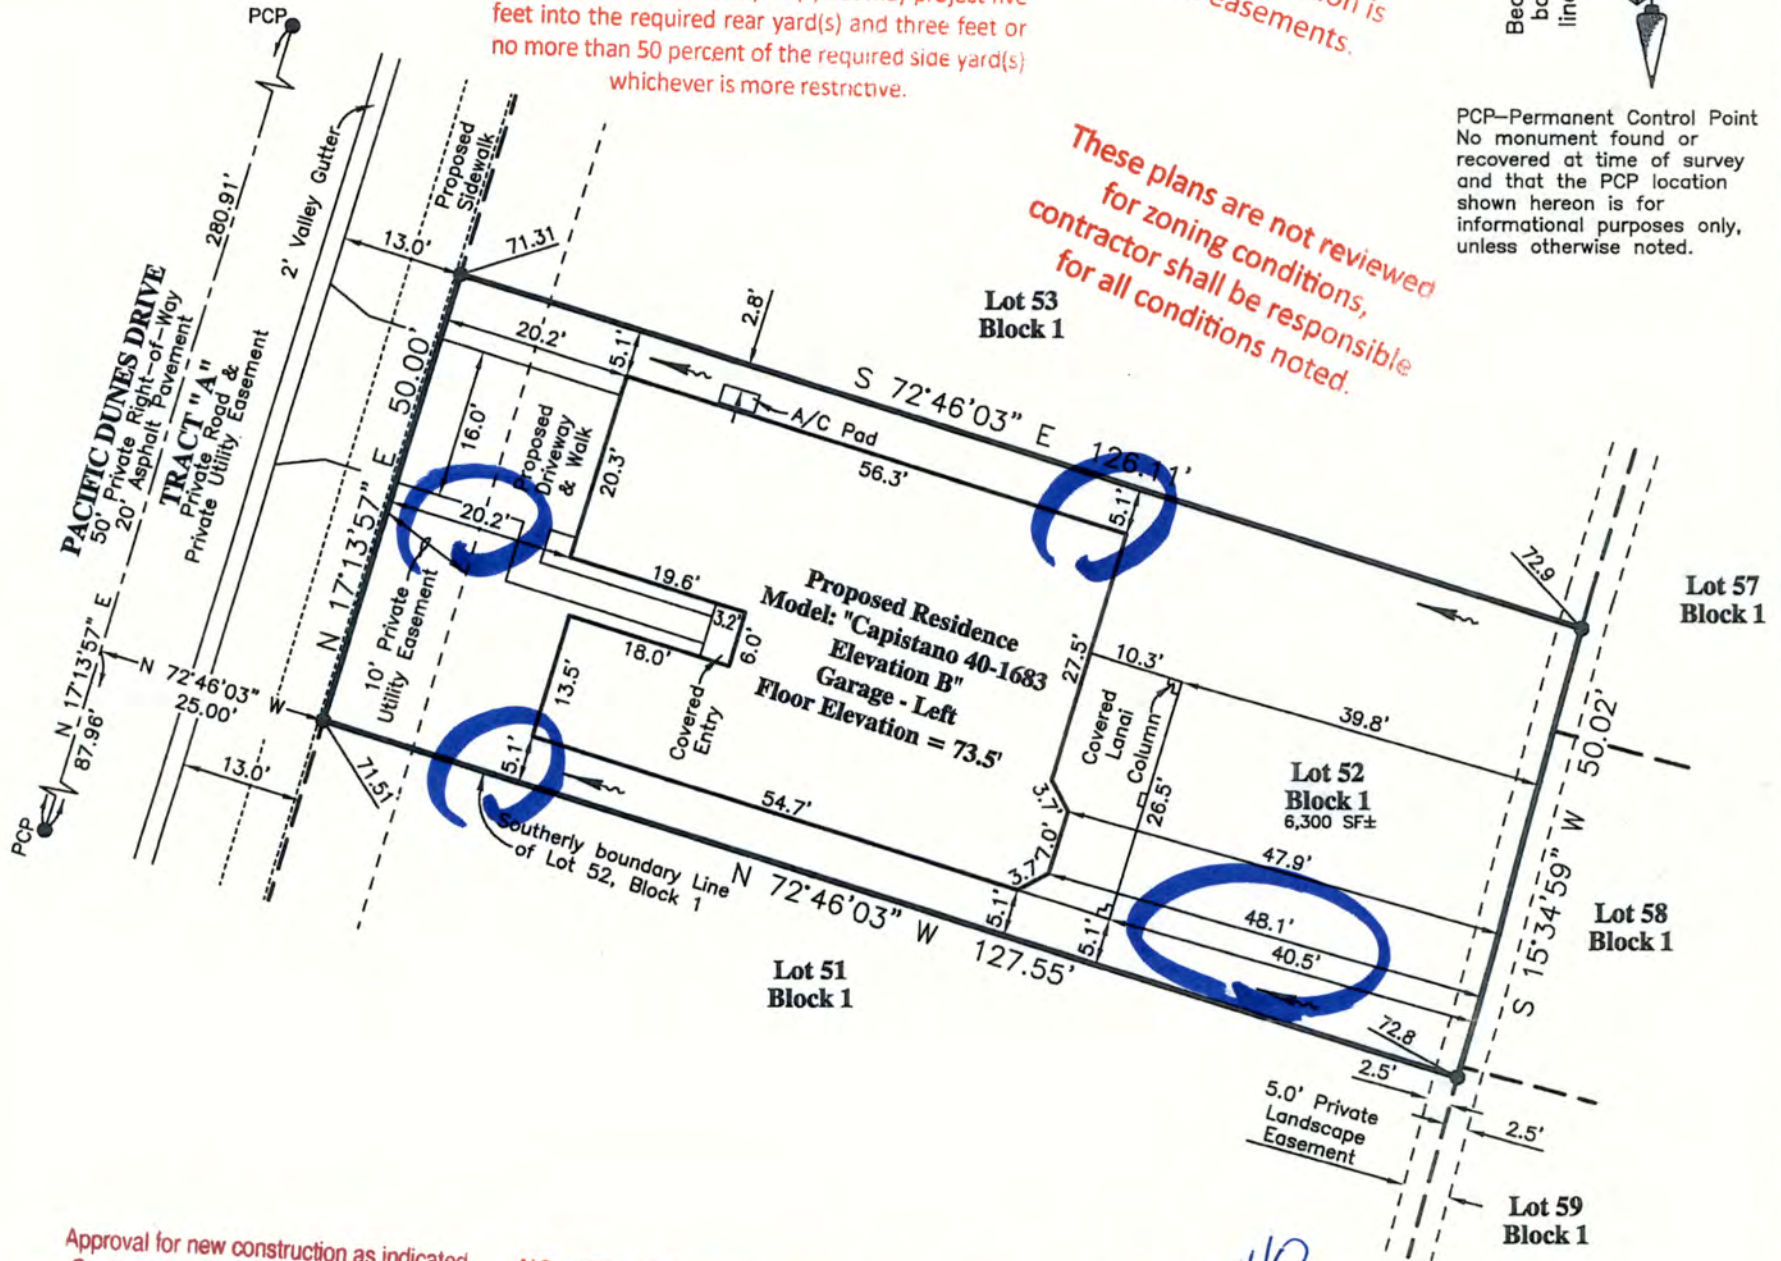 PCP
feet into the required rear yard(s) and three feet or
no more than 50 percent of the required side yard(s)
whichever is more restrictive.
is
easements.
PCP—Permanent Control Point
No monument found or
recovered at time of survey
and that the PCP location
shown hereon is for
informational purposes only,
unless otherwise noted.
These plans are not reviewed
for zoning conditions,
contractor shall be responsible
for all conditions noted.
280.91'
2' Valley Gutter
Proposed
Sidewalk
13.0'
71.31
2.8'
Lot 53
Block 1
PACIFIC DUNES DRIVE
50' Private Right-of-Way
20' Asphalt Pavement
TRACT "A"
Private Road &
Private Utility Easement
N 17°13'57" E 50.00'
20.2'
5.1'
16.0'
Proposed
Driveway
& Walk
20.3'
A/C Pad
S 72°46'03" E 126.11'
56.3'
5.1'
20.2'
10' Private
Utility Easement
19.6'
3.2'
6.0'
18.0'
13.5'
Covered
Entry
Proposed Residence
Model: "Capistano 40-1683
Elevation B"
Garage - Left
Floor Elevation = 73.5'
27.5'
10.3'
Covered
Lanai
Column
39.8'
72.9
Lot 57
Block 1
Lot 52
Block 1
6,300 SF±
26.5'
3.7'
7.0'
3.7'
47.9'
48.1'
40.5'
S 15°34'59" W 50.02'
Lot 58
Block 1
N 17°13'57" E
87.96'
N 72°46'03" W
25.00'
PCP
13.0'
71.51
5.1'
54.7'
Southerly boundary Line
of Lot 52, Block 1
N 72°46'03" W 127.55'
5.1'
5.1'
Lot 51
Block 1
72.8
2.5'
2.5'
5.0' Private
Landscape
Easement
Lot 59
Block 1
Approval for new construction as indicated